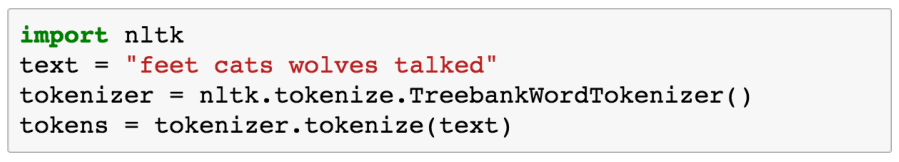 import nltk
text = "feet cats wolves talked"
tokenizer = nltk.tokenize.TreebankWordTokenizer()
tokens = tokenizer.tokenize(text)